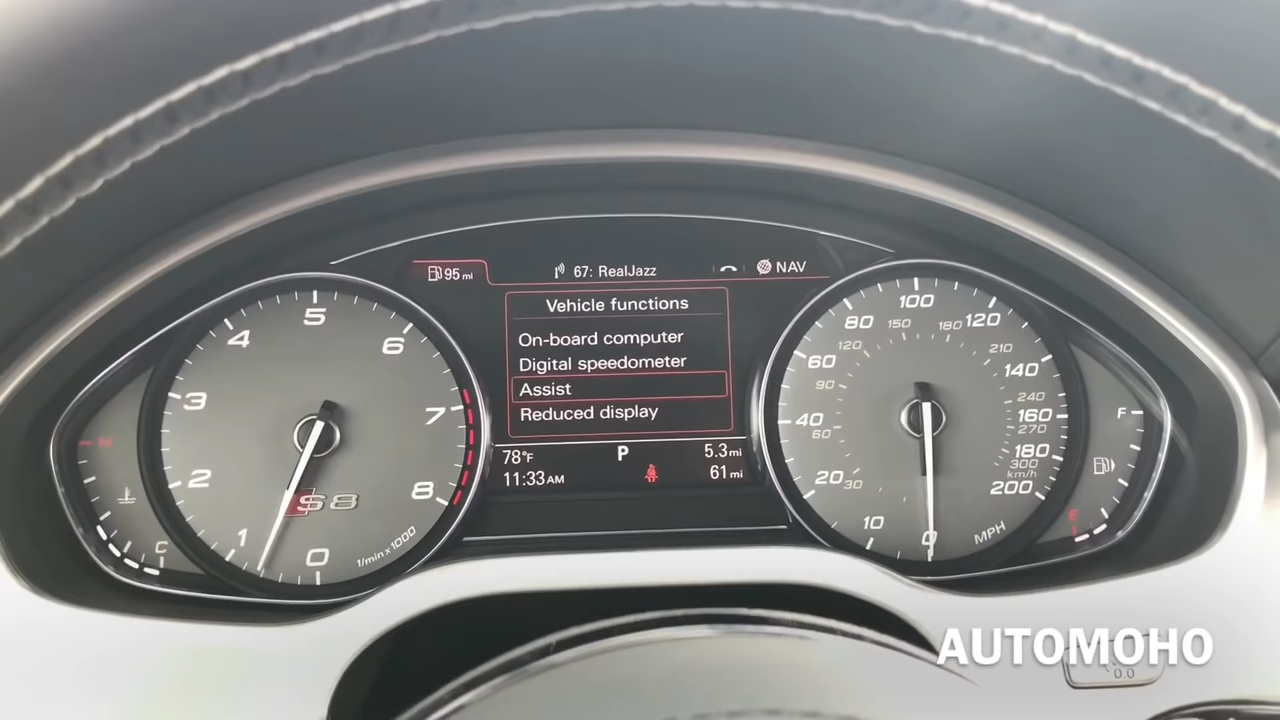 95 mi
67: RealJazz
NAV
Vehicle functions
On-board computer
Digital speedometer
Assist
Reduced display
78°F
P
5.3 mi
11:33 AM
61 mi
0
1
2
3
4
5
6
7
8
S8
1/min x 1000
H
C
0
10
20
40
60
80
100
120
140
160
180
200
MPH
30
60
90
120
150
180
210
240
270
300
km/h
F
E
AUTOMOHO